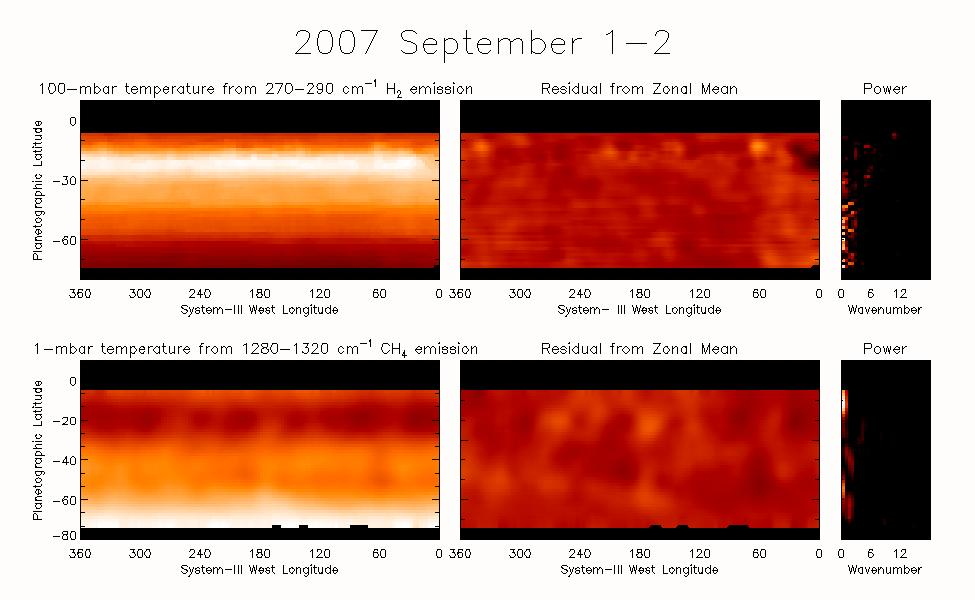 2007 September 1−2
100−mbar temperature from 270−290 cm⁻¹ H₂ emission
Residual from Zonal Mean
Power
Planetographic Latitude
0
−30
−60
360 300 240 180 120 60 0
System−III West Longitude
360 300 240 180 120 60 0
System− III West Longitude
0 6 12
Wavenumber
1−mbar temperature from 1280−1320 cm⁻¹ CH₄ emission
Residual from Zonal Mean
Power
Planetographic Latitude
0
−20
−40
−60
−80
360 300 240 180 120 60 0
System−III West Longitude
360 300 240 180 120 60 0
System−III West Longitude
0 6 12
Wavenumber